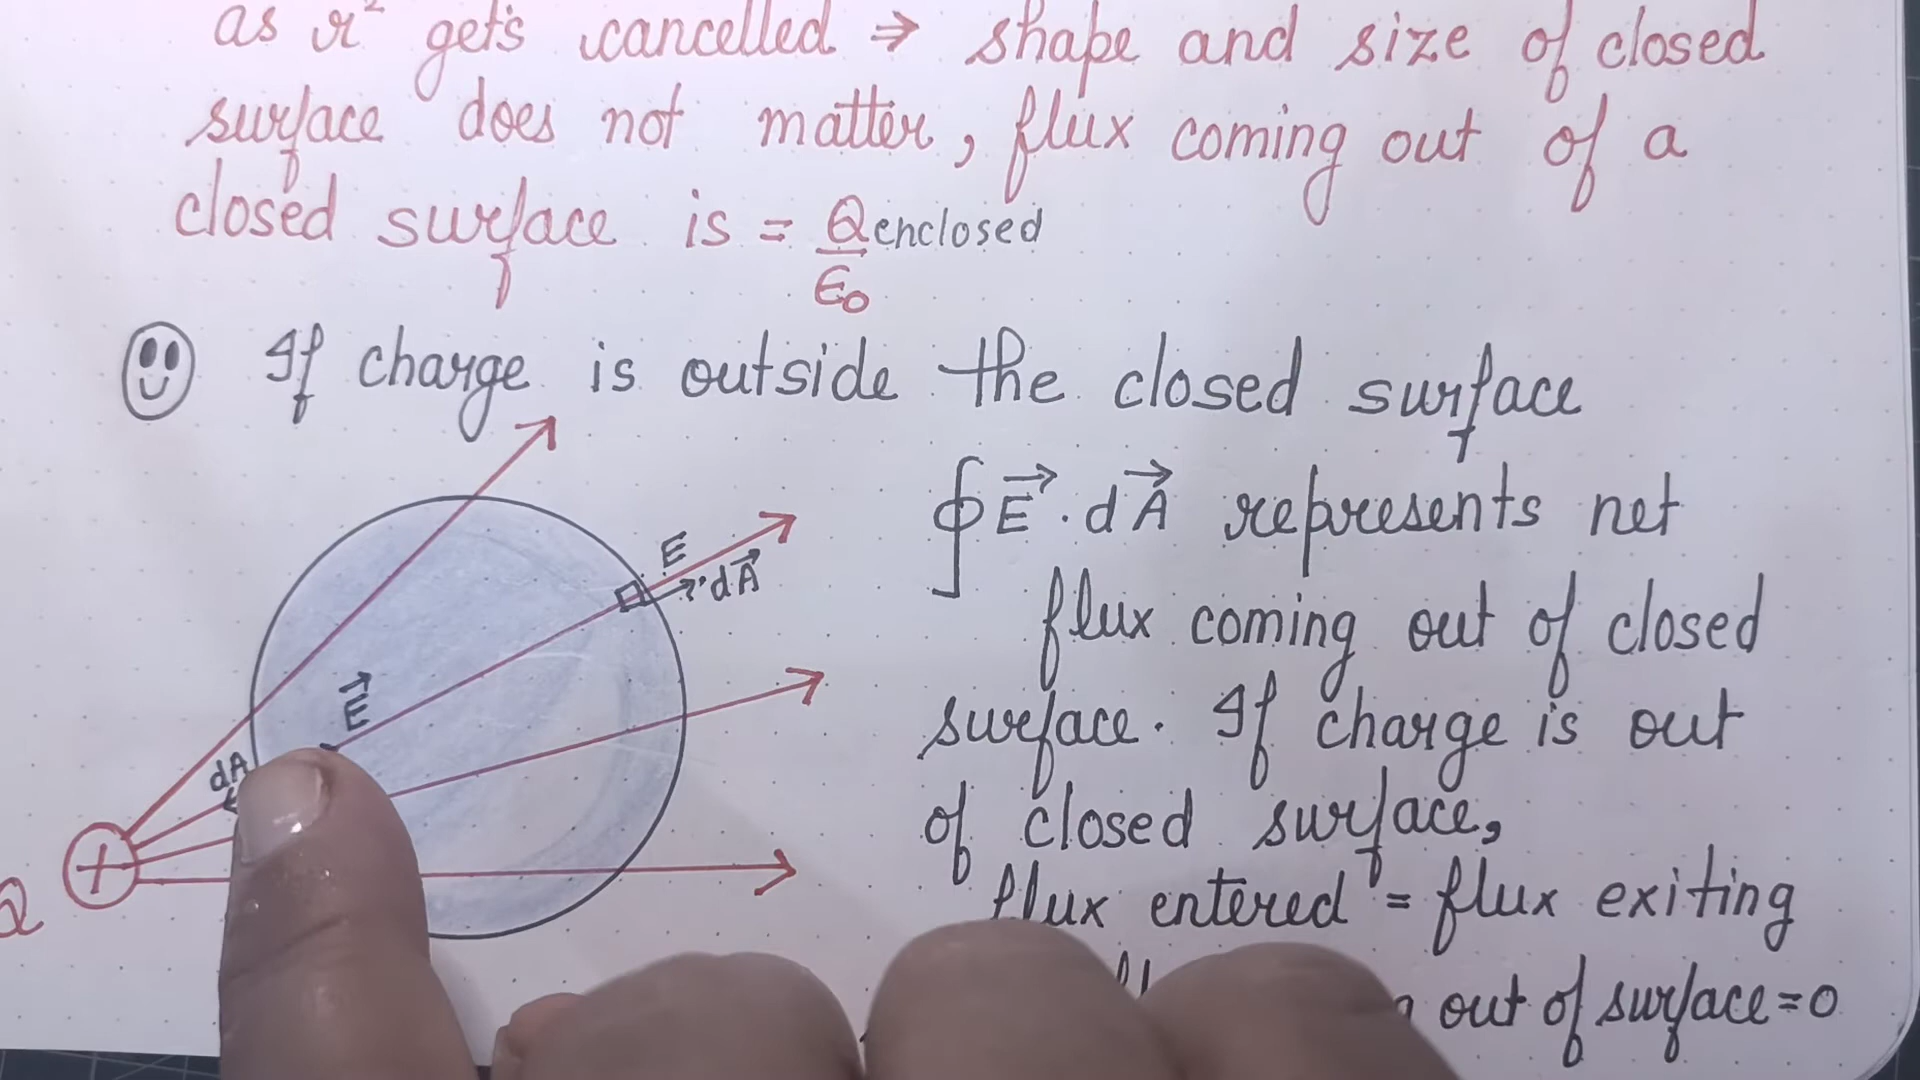 as r² gets cancelled ⇒ shape and size of closed
surface does not matter, flux coming out of a
closed surface is = Qenclosed
ϵ₀
If charge is outside the closed surface
∮E⃗.dA⃗ represents net
flux coming out of closed
surface. If charge is out
of closed surface,
flux entered = flux exiting
out of surface = 0
E
dA⃗
E⃗
dA
+
Q